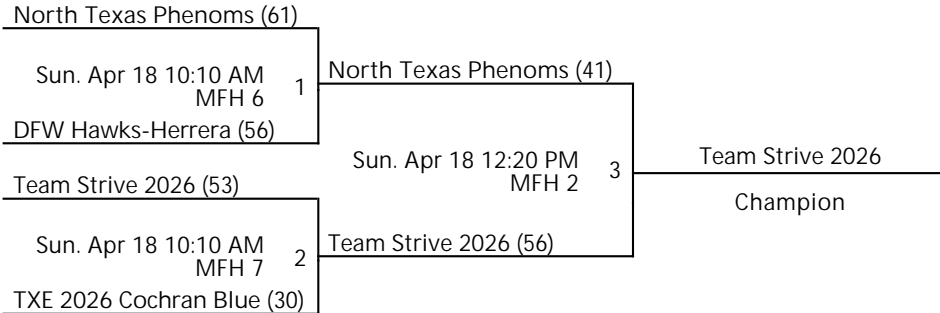 North Texas Phenoms (61)
Sun. Apr 18 10:10 AM
MFH 6
1
DFW Hawks-Herrera (56)
North Texas Phenoms (41)
Sun. Apr 18 12:20 PM
MFH 2
3
Team Strive 2026
Champion
Team Strive 2026 (53)
Sun. Apr 18 10:10 AM
MFH 7
2
TXE 2026 Cochran Blue (30)
Team Strive 2026 (56)